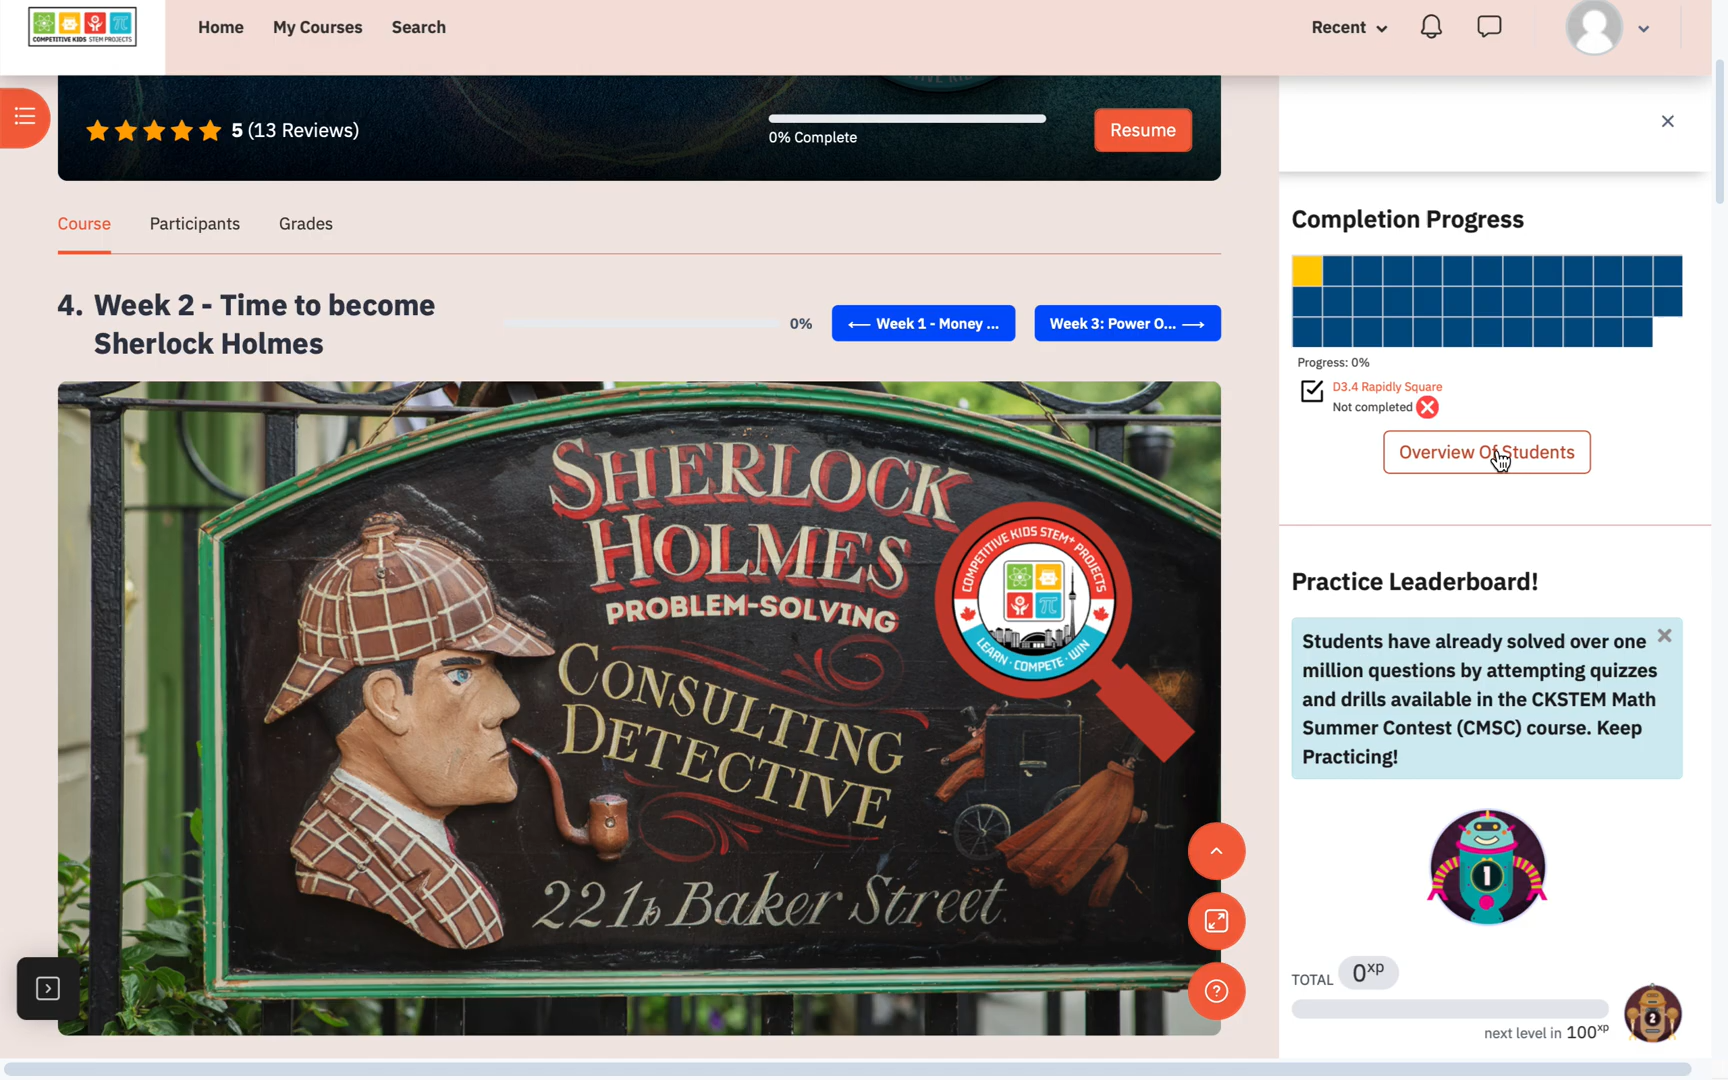 COMPETITIVE KIDS STEM PROJECTS
Home
My Courses
Search
Recent
5 (13 Reviews)
0% Complete
Resume
Course
Participants
Grades
4. Week 2 - Time to become
Sherlock Holmes
0%
⟵ Week 1 - Money ...
Week 3: Power O... ⟶
SHERLOCK
HOLMES
PROBLEM-SOLVING
CONSULTING
DETECTIVE
221b Baker Street
COMPETITIVE KIDS STEM+ PROJECTS
LEARN · COMPETE · WIN
Completion Progress
Progress: 0%
D3.4 Rapidly Square
Not completed
Overview Of Students
Practice Leaderboard!
Students have already solved over one
million questions by attempting quizzes
and drills available in the CKSTEM Math
Summer Contest (CMSC) course. Keep
Practicing!
1
TOTAL 0xp
2
next level in 100xp